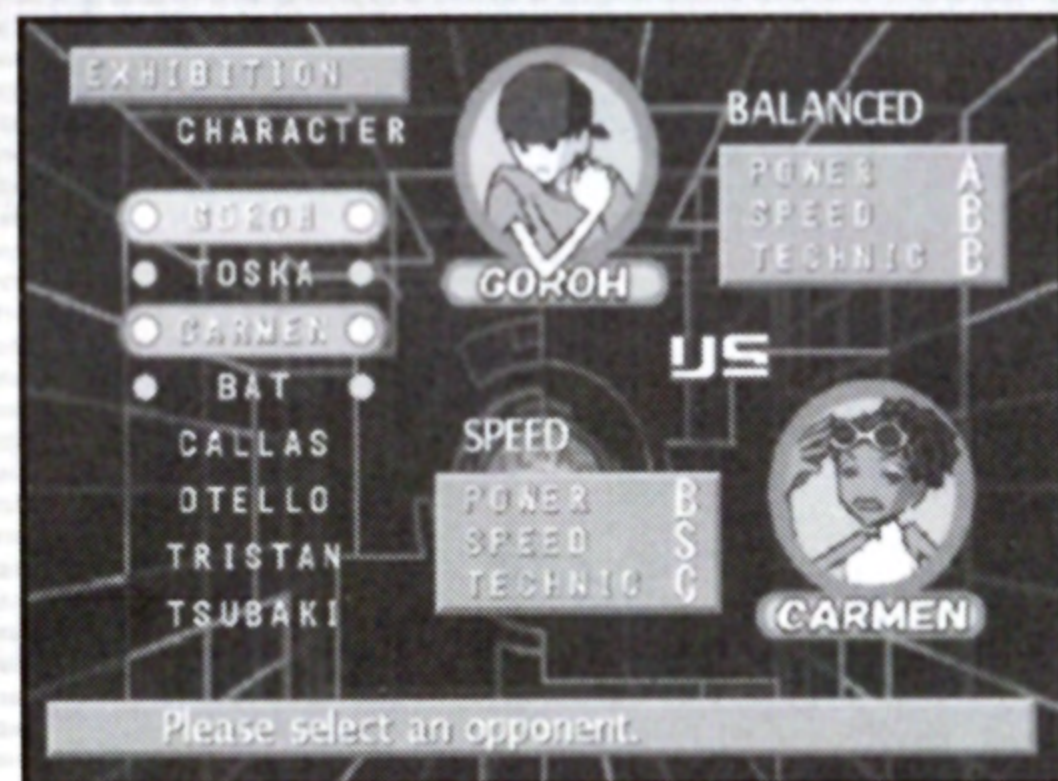 EXHIBITION
CHARACTER
GOROH
TOSKA
CARMEN
BAT
CALLAS
OTELLO
TRISTAN
TSUBAKI
GOROH
BALANCED
POWER A
SPEED B
TECHNIC B
VS
SPEED
POWER B
SPEED S
TECHNIC C
CARMEN
Please select an opponent.